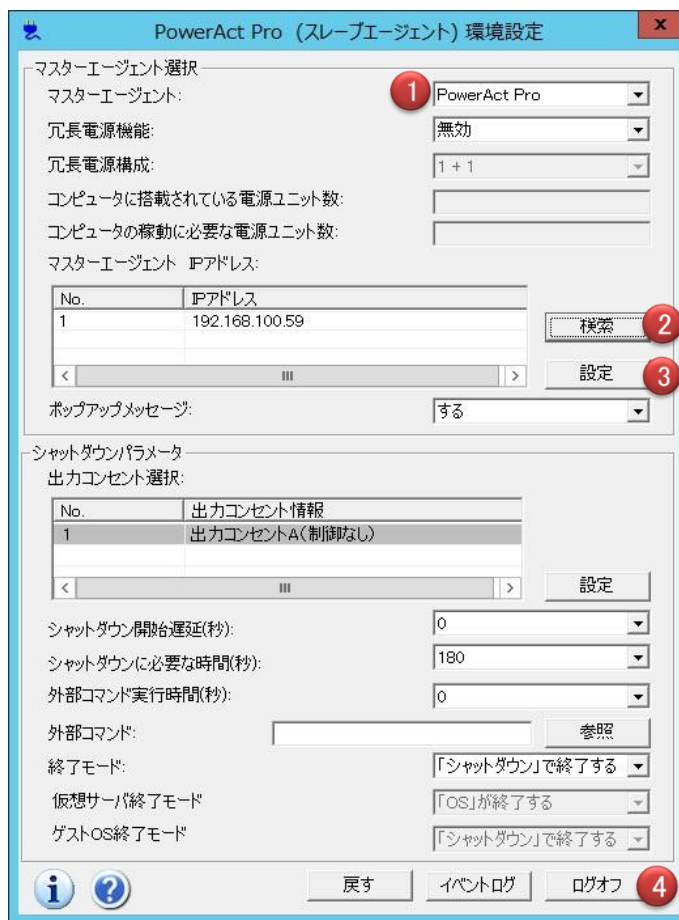 PowerAct Pro (スレーブエージェント) 環境設定
x
マスターエージェント選択
マスターエージェント: 1 PowerAct Pro
冗長電源機能: 無効
冗長電源構成: 1 + 1
コンピュータに搭載されている電源ユニット数:
コンピュータの稼動に必要な電源ユニット数:
マスターエージェント IPアドレス:
No. IPアドレス
1 192.168.100.59
検索 2
設定 3
ポップアップメッセージ: する
シャットダウンパラメータ
出力コンセント選択:
No. 出力コンセント情報
1 出力コンセントA(制御なし)
設定
シャットダウン開始遅延(秒): 0
シャットダウンに必要な時間(秒): 180
外部コマンド実行時間(秒): 0
外部コマンド: 参照
終了モード: 「シャットダウン」で終了する
仮想サーバ終了モード 「OS」が終了する
ゲストOS終了モード 「シャットダウン」で終了する
i ? 戻す イベントログ ログオフ 4